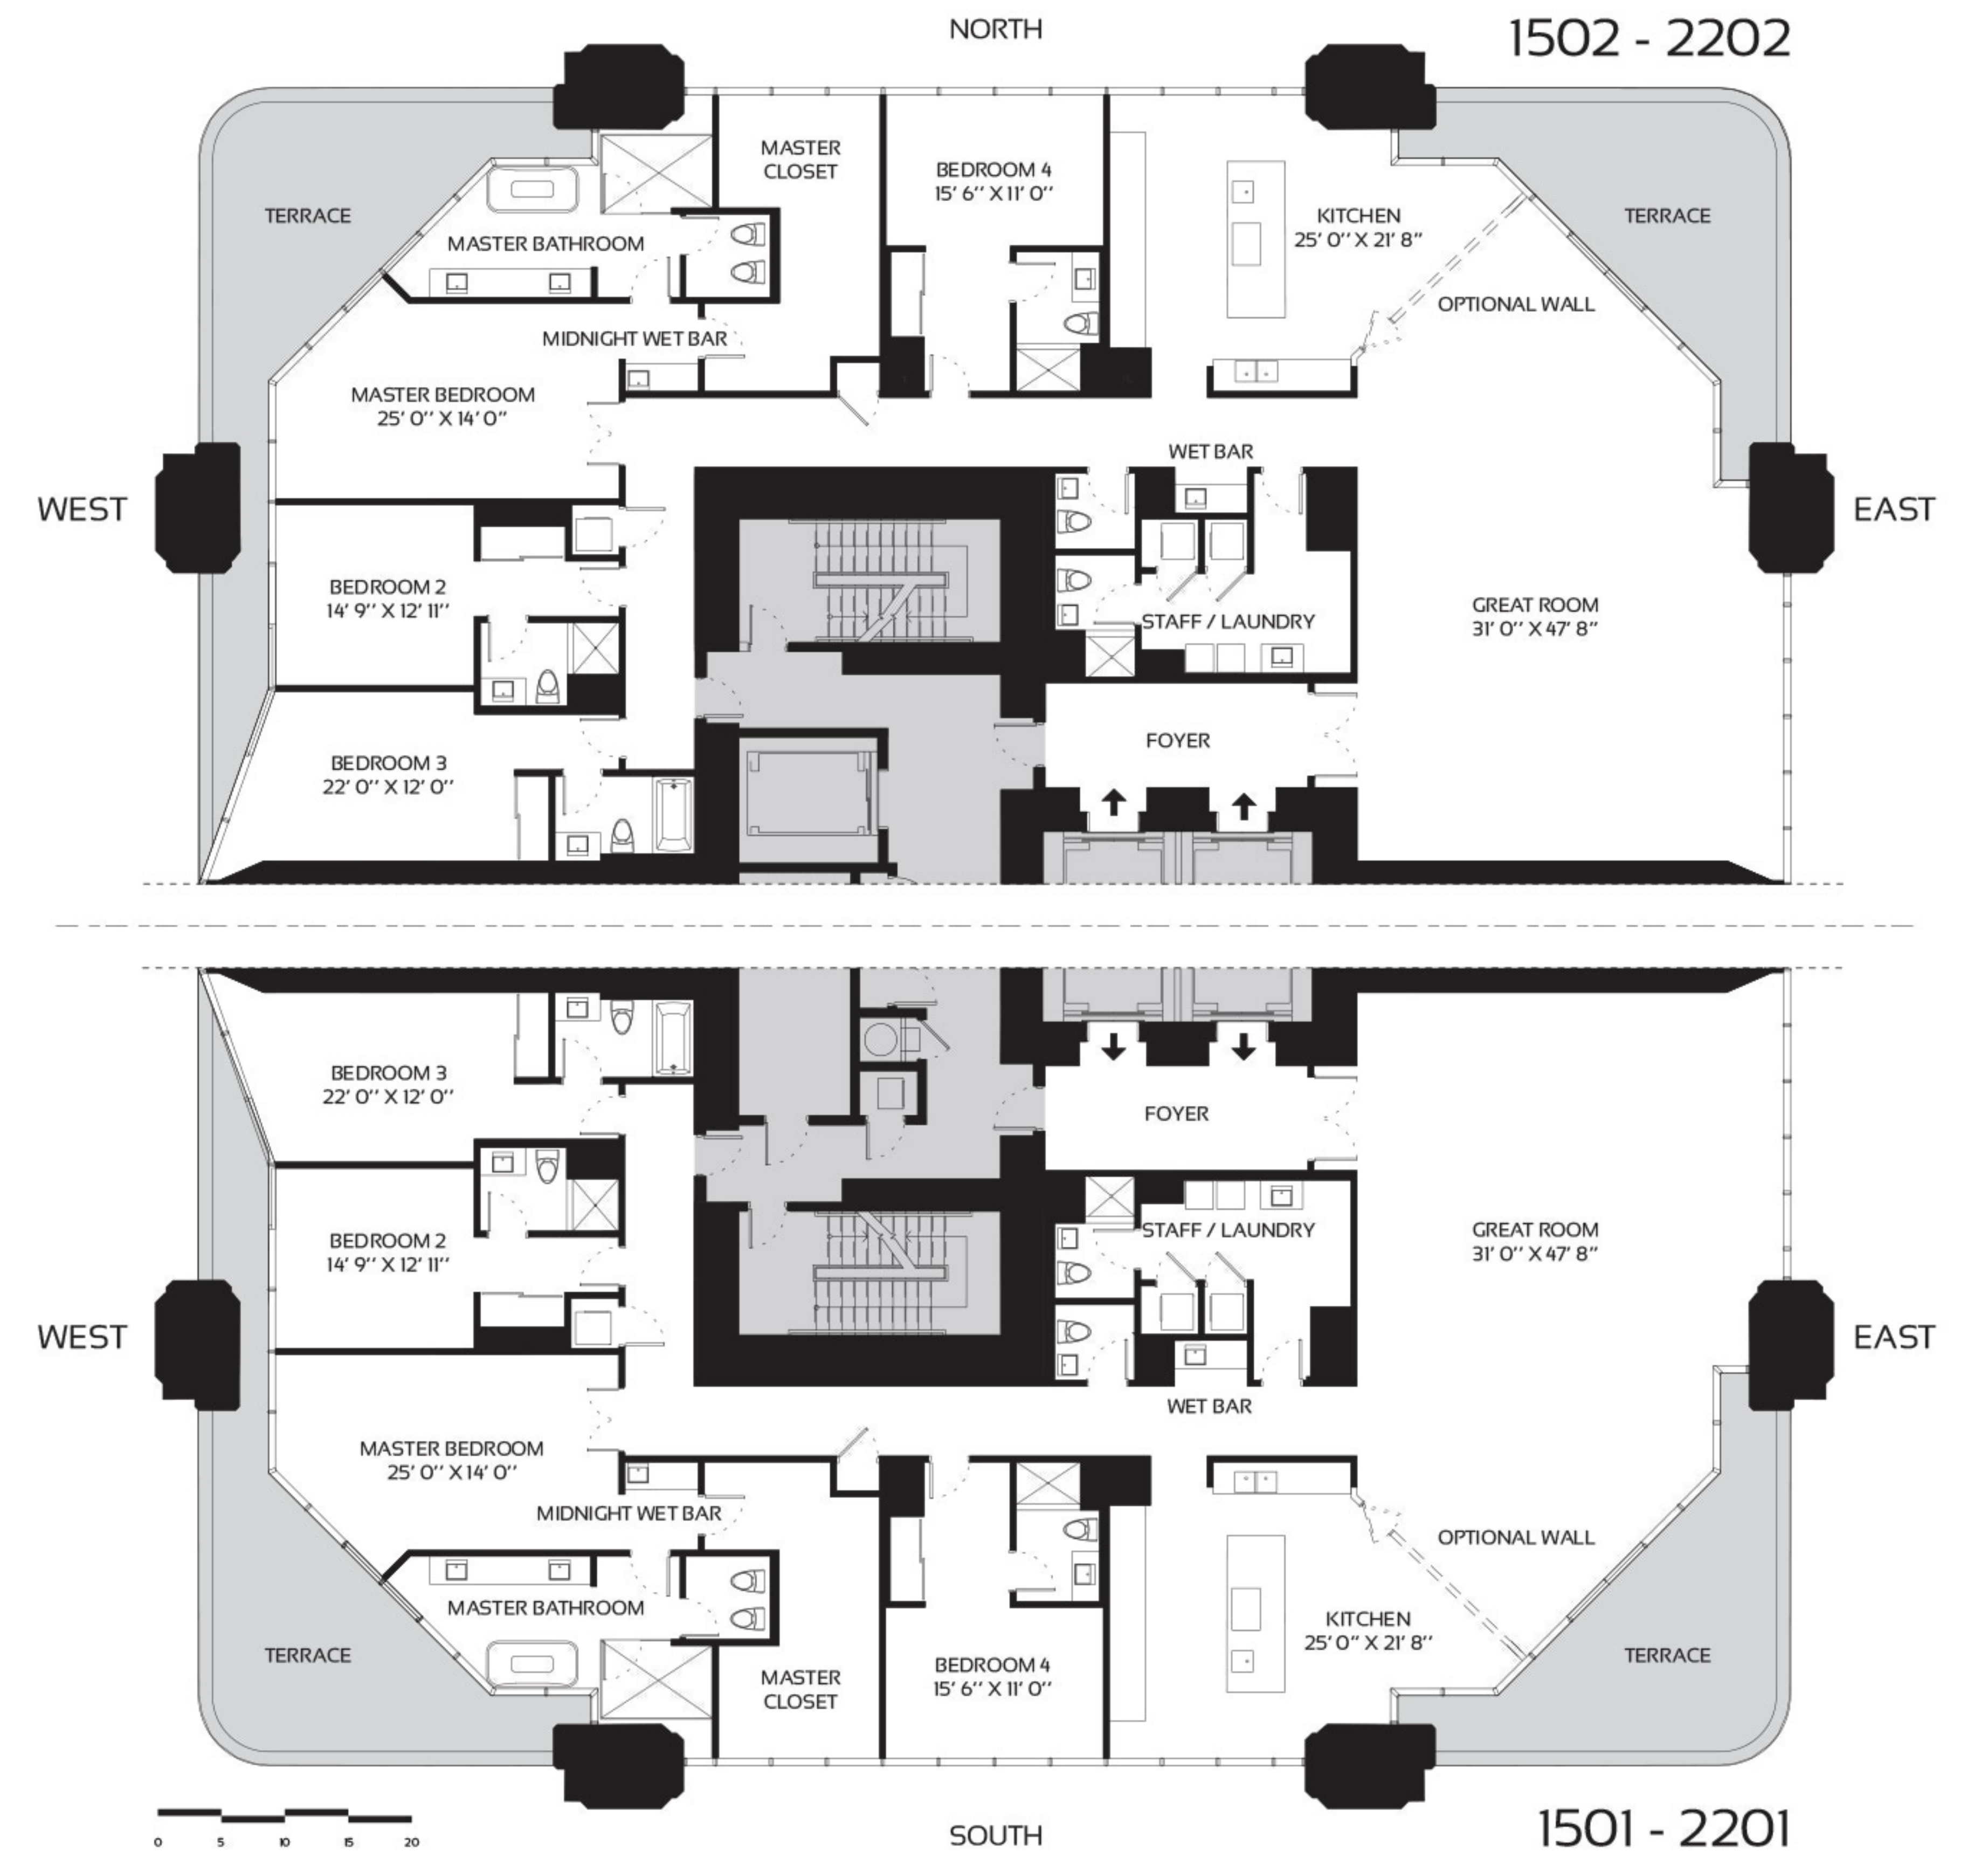 NORTH
1502 - 2202
MASTER
CLOSET
BEDROOM 4
15' 6'' X 11' 0''
TERRACE
MASTER BATHROOM
KITCHEN
25' 0'' X 21' 8''
TERRACE
OPTIONAL WALL
MIDNIGHT WET BAR
MASTER BEDROOM
25' 0'' X 14' 0''
WET BAR
WEST
EAST
BEDROOM 2
14' 9'' X 12' 11''
STAFF / LAUNDRY
GREAT ROOM
31' 0'' X 47' 8''
FOYER
BEDROOM 3
22' 0'' X 12' 0''
BEDROOM 3
22' 0'' X 12' 0''
FOYER
BEDROOM 2
14' 9'' X 12' 11''
STAFF / LAUNDRY
GREAT ROOM
31' 0'' X 47' 8''
WEST
EAST
WET BAR
MASTER BEDROOM
25' 0'' X 14' 0''
MIDNIGHT WET BAR
OPTIONAL WALL
MASTER BATHROOM
KITCHEN
25' 0'' X 21' 8''
TERRACE
MASTER
CLOSET
BEDROOM 4
15' 6'' X 11' 0''
TERRACE
0 5 10 15 20
SOUTH
1501 - 2201